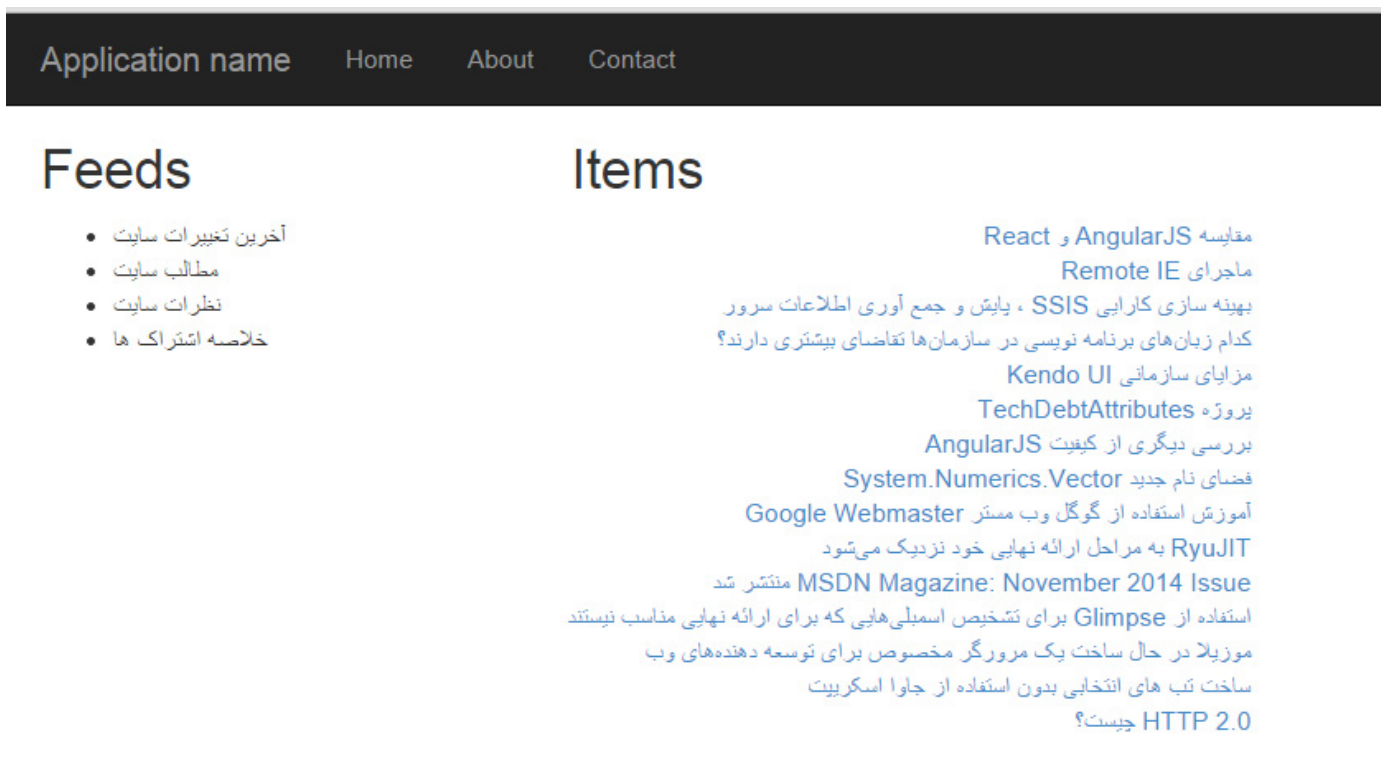 Application name Home About Contact
Feeds
آخرین تغییرات سایت
مطالب سایت
نظرات سایت
خلاصه اشتراک ها
Items
مقایسه AngularJS و React
ماجرای Remote IE
بهینه سازی کارایی SSIS ، پایش و جمع آوری اطلاعات سرور
کدام زبان‌های برنامه نویسی در سازمان‌ها تقاضای بیشتری دارند؟
مزایای سازمانی Kendo UI
پروژه TechDebtAttributes
بررسی دیگری از کیفیت AngularJS
فضای نام جدید System.Numerics.Vector
آموزش استفاده از گوگل وب مستر Google Webmaster
RyuJIT به مراحل ارائه نهایی خود نزدیک می‌شود
MSDN Magazine: November 2014 Issue منتشر شد
استفاده از Glimpse برای تشخیص اسمبلی‌هایی که برای ارائه نهایی مناسب نیستند
موزیلا در حال ساخت یک مرورگر مخصوص برای توسعه دهنده‌های وب
ساخت تب های انتخابی بدون استفاده از جاوا اسکریپت
HTTP 2.0 چیست؟